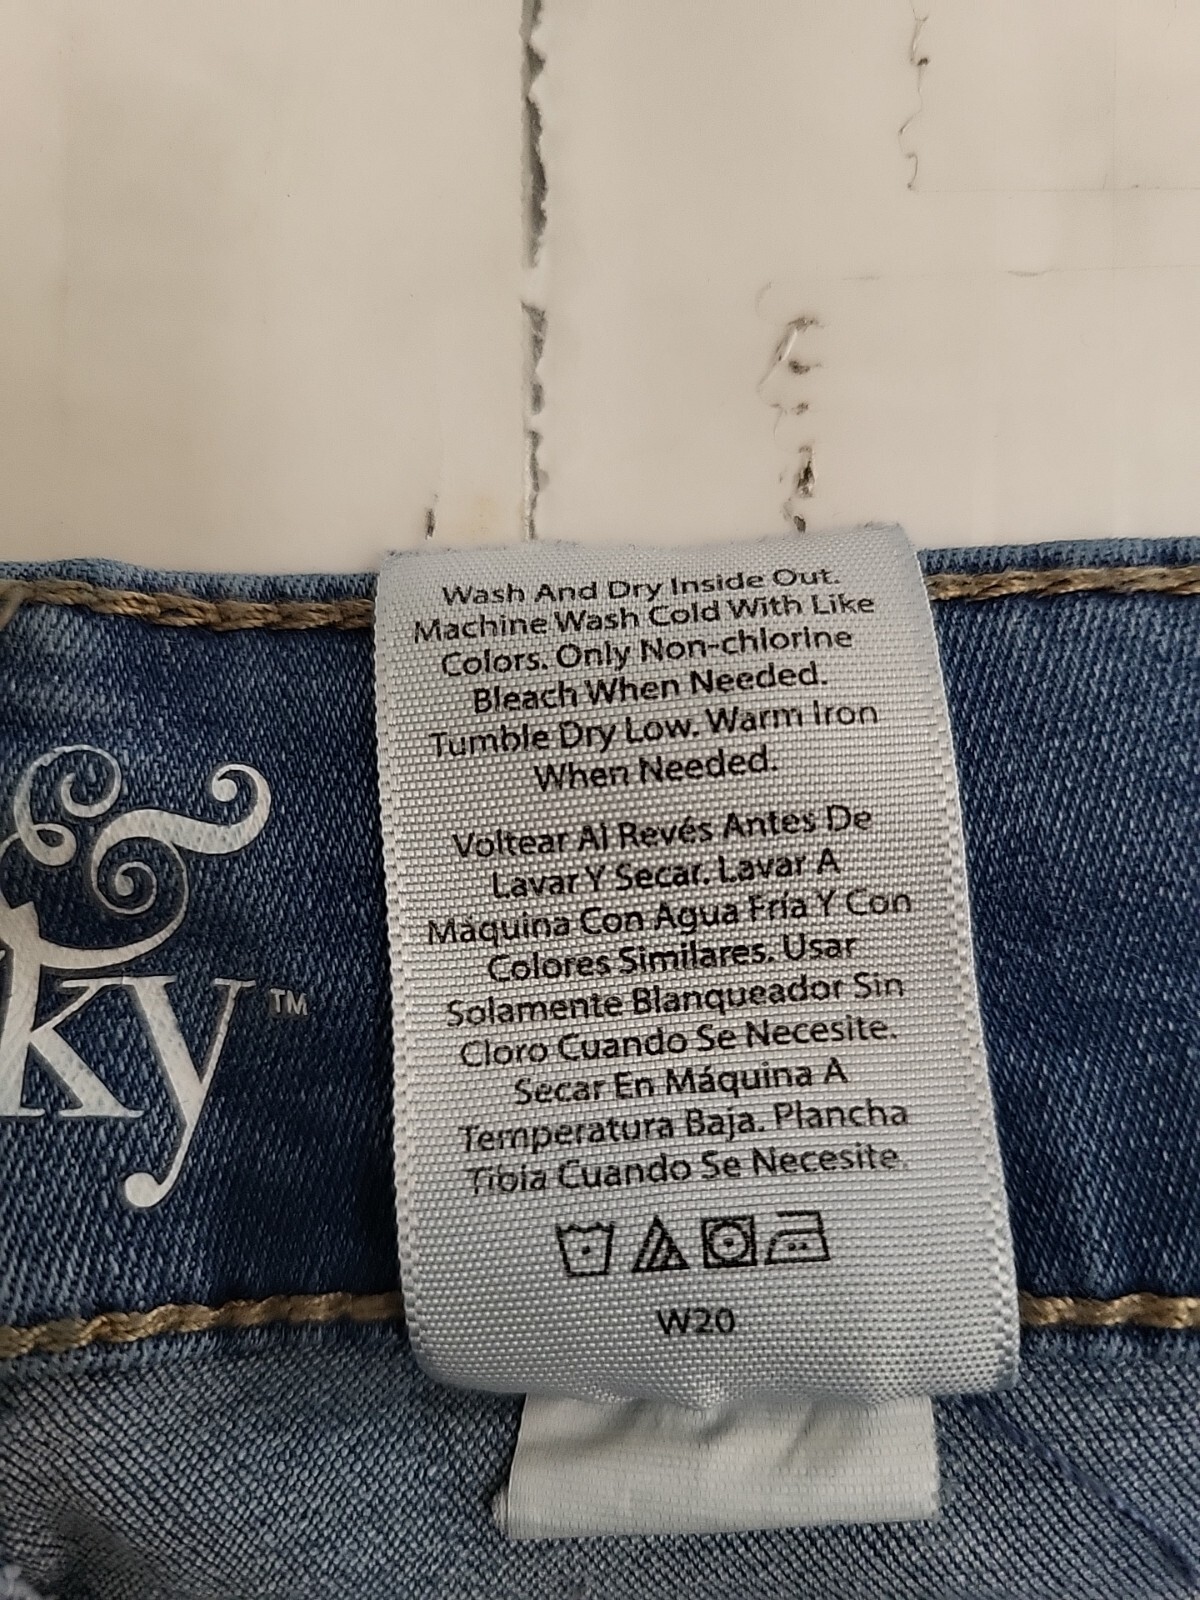 Wash And Dry Inside Out.
Machine Wash Cold With Like
Colors. Only Non-chlorine
Bleach When Needed.
Tumble Dry Low. Warm Iron
When Needed.
Voltear Al Revés Antes De
Lavar Y Secar. Lavar A
Máquina Con Agua Fría Y Con
Colores Similares. Usar
Solamente Blanqueador Sin
Cloro Cuando Se Necesite.
Secar En Máquina A
Temperatura Baja. Plancha
Tibia Cuando Se Necesite.
W20
ky™